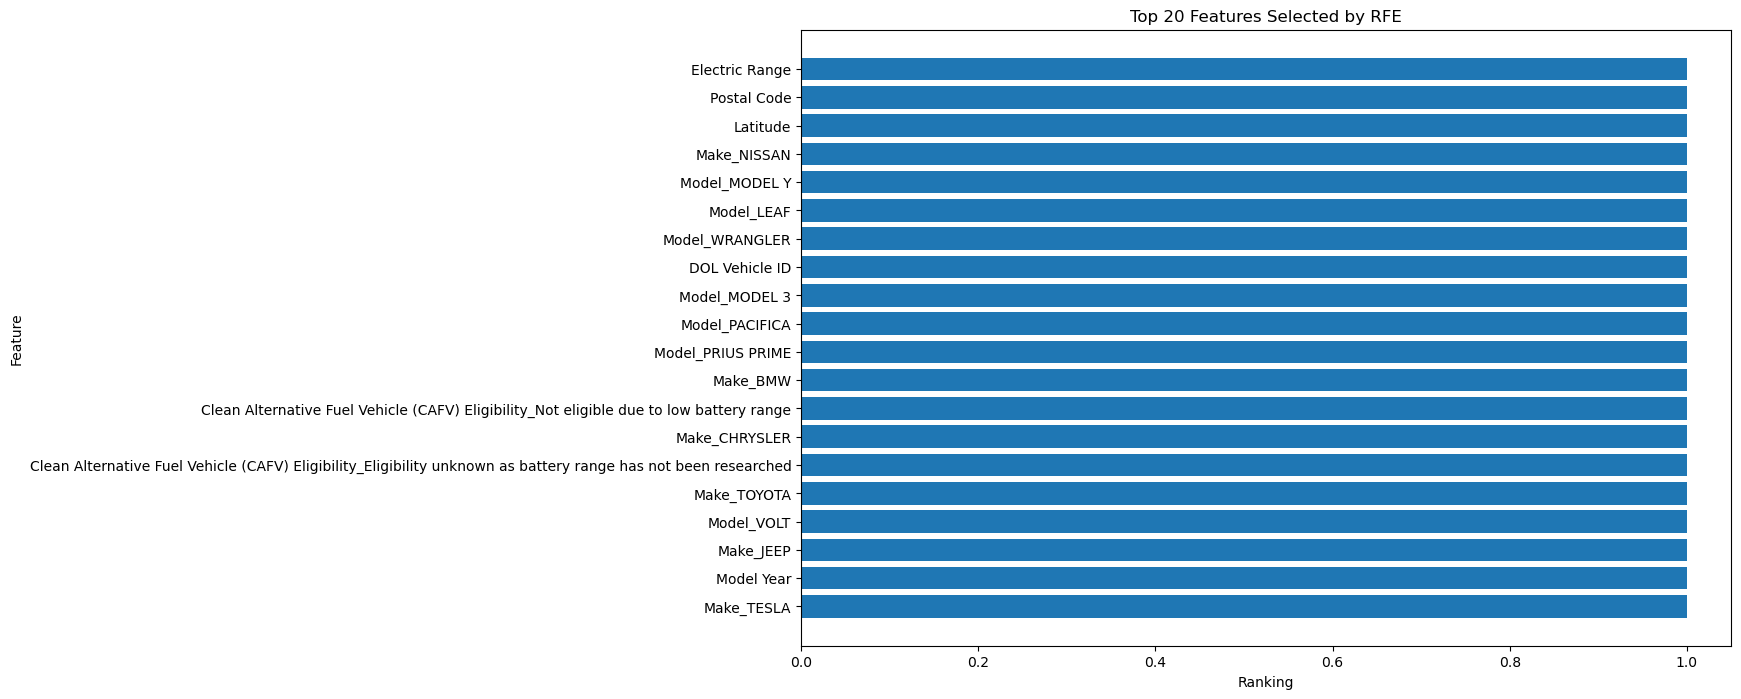 Top 20 Features Selected by RFE
Feature
Electric Range
Postal Code
Latitude
Make_NISSAN
Model_MODEL Y
Model_LEAF
Model_WRANGLER
DOL Vehicle ID
Model_MODEL 3
Model_PACIFICA
Model_PRIUS PRIME
Make_BMW
Clean Alternative Fuel Vehicle (CAFV) Eligibility_Not eligible due to low battery range
Make_CHRYSLER
Clean Alternative Fuel Vehicle (CAFV) Eligibility_Eligibility unknown as battery range has not been researched
Make_TOYOTA
Model_VOLT
Make_JEEP
Model Year
Make_TESLA
0.0 0.2 0.4 0.6 0.8 1.0
Ranking